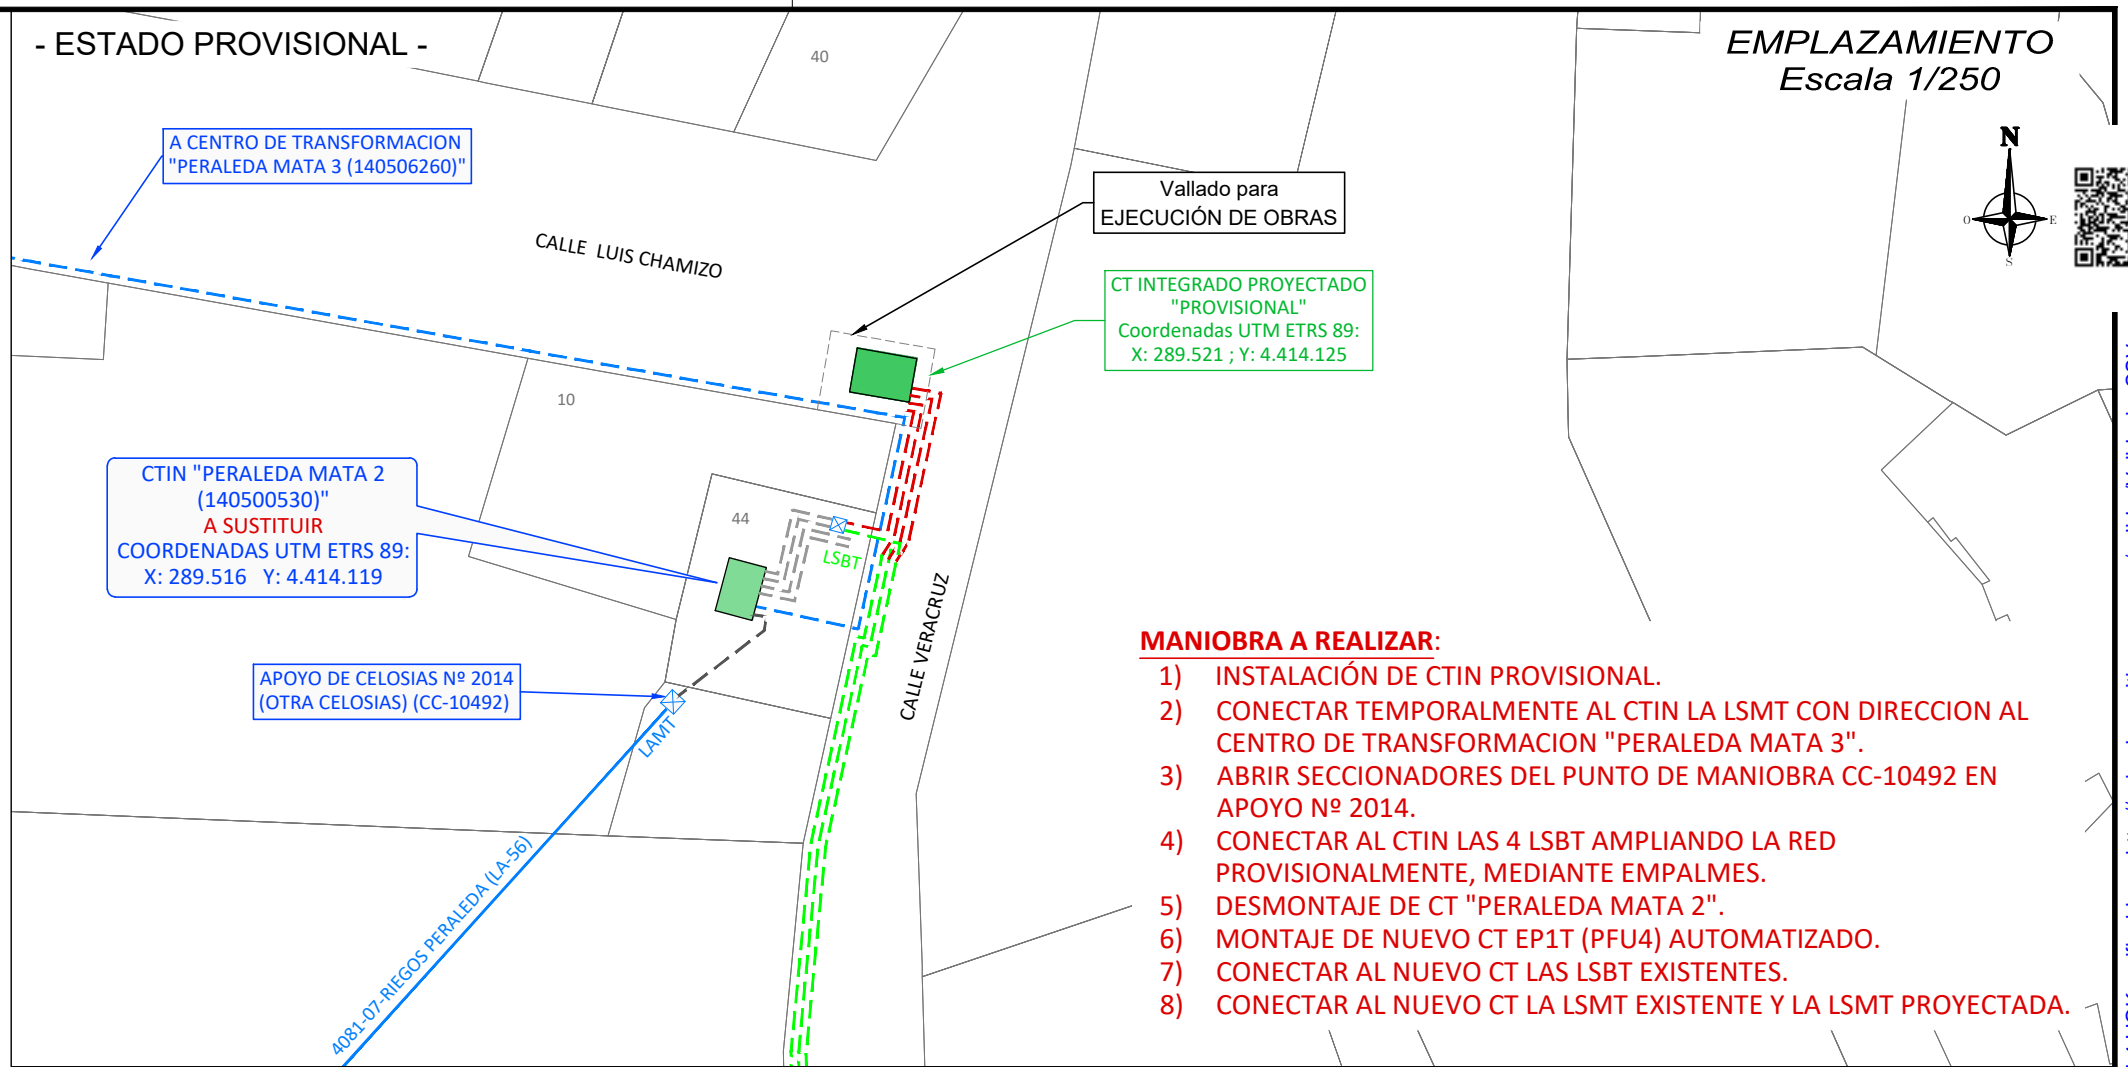 - ESTADO PROVISIONAL -
EMPLAZAMIENTO
Escala 1/250
40
N
O
E
S
A CENTRO DE TRANSFORMACION
"PERALEDA MATA 3 (140506260)"
Vallado para
EJECUCIÓN DE OBRAS
CALLE LUIS CHAMIZO
CT INTEGRADO PROYECTADO
"PROVISIONAL"
Coordenadas UTM ETRS 89:
X: 289.521 ; Y: 4.414.125
10
CTIN "PERALEDA MATA 2
(140500530)"
A SUSTITUIR
COORDENADAS UTM ETRS 89:
X: 289.516 Y: 4.414.119
44
LSBT
CALLE VERACRUZ
APOYO DE CELOSIAS Nº 2014
(OTRA CELOSIAS) (CC-10492)
LAMT
4081-07-RIEGOS PERALEDA (LA-56)
MANIOBRA A REALIZAR:
1) INSTALACIÓN DE CTIN PROVISIONAL.
2) CONECTAR TEMPORALMENTE AL CTIN LA LSMT CON DIRECCION AL
CENTRO DE TRANSFORMACION "PERALEDA MATA 3".
3) ABRIR SECCIONADORES DEL PUNTO DE MANIOBRA CC-10492 EN
APOYO Nº 2014.
4) CONECTAR AL CTIN LAS 4 LSBT AMPLIANDO LA RED
PROVISIONALMENTE, MEDIANTE EMPALMES.
5) DESMONTAJE DE CT "PERALEDA MATA 2".
6) MONTAJE DE NUEVO CT EP1T (PFU4) AUTOMATIZADO.
7) CONECTAR AL NUEVO CT LAS LSBT EXISTENTES.
8) CONECTAR AL NUEVO CT LA LSMT EXISTENTE Y LA LSMT PROYECTADA.